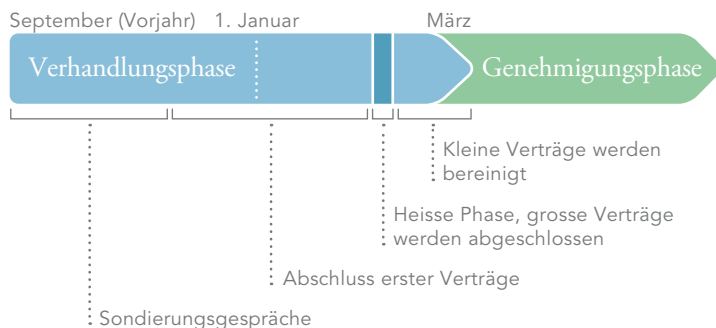 September (Vorjahr) 1. Januar März
Verhandlungsphase Genehmigungsphase
Kleine Verträge werden
bereinigt
Heisse Phase, grosse Verträge
werden abgeschlossen
Abschluss erster Verträge
Sondierungsgespräche